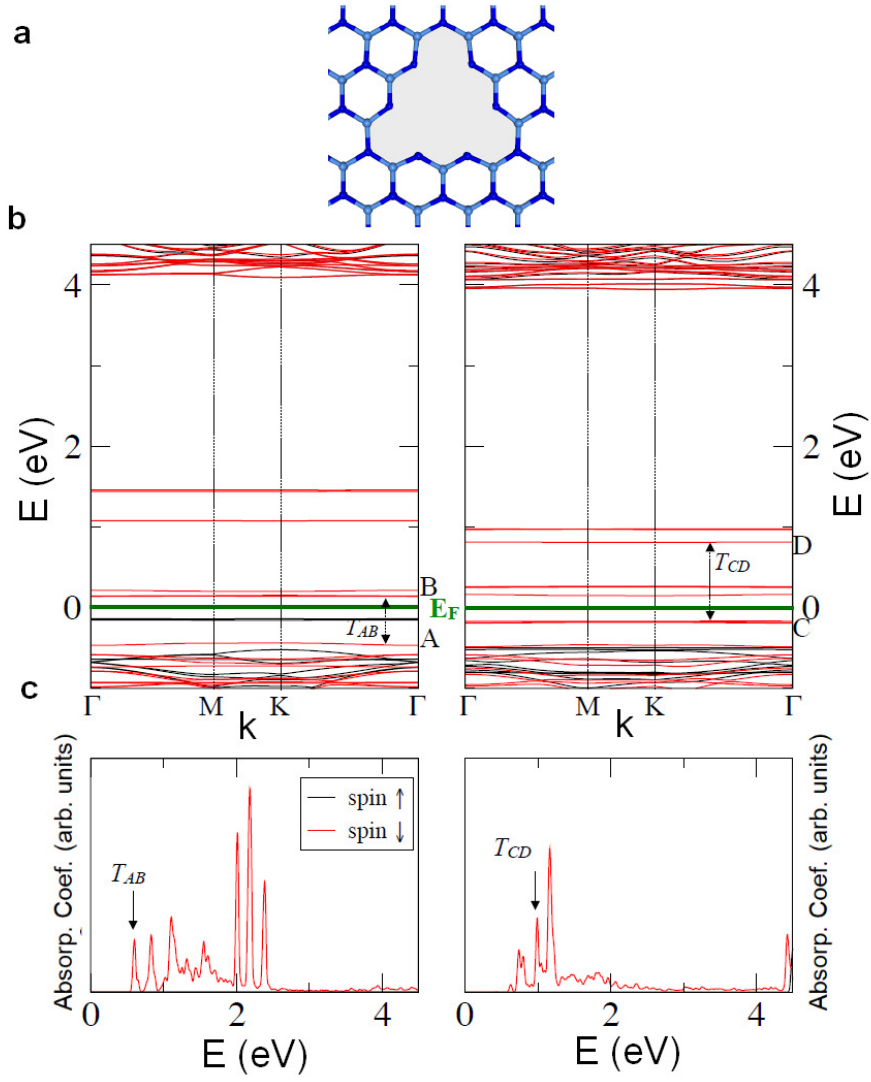 a
b
E (eV)
4
2
0
B
A
T_AB
E_F
Γ M K Γ
k
4
2
0
E (eV)
D
C
T_CD
Γ M K Γ
k
c
Absorp. Coef. (arb. units)
T_AB
spin ↑
spin ↓
0 2 4
E (eV)
T_CD
0 2 4
E (eV)
Absorp. Coef. (arb. units)